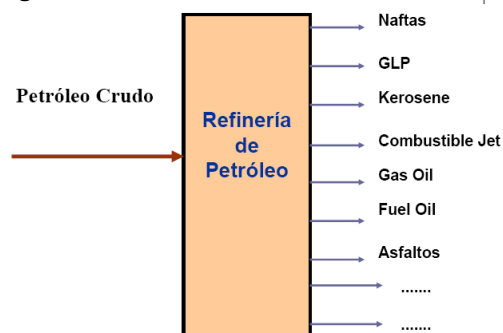 Naftas
GLP
Petróleo Crudo
Kerosene
Refinería
de
Petróleo
Combustible Jet
Gas Oil
Fuel Oil
Asfaltos
.......
.......